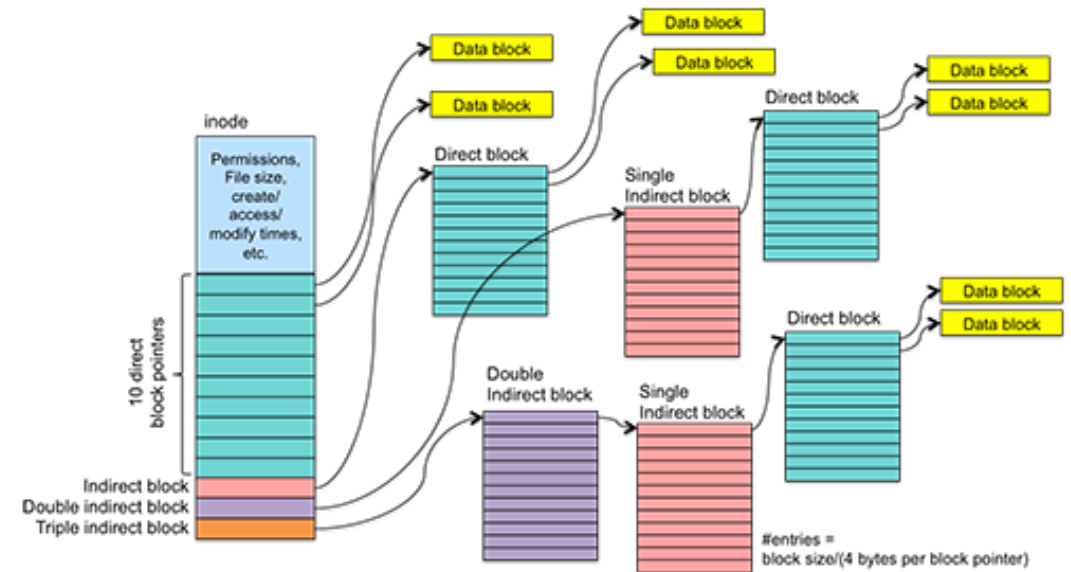 inode
Permissions,
File size,
create/
access/
modify times,
etc.
10 direct
block pointers
Indirect block
Double indirect block
Triple indirect block
Data block
Data block
Direct block
Data block
Data block
Single
Indirect block
Direct block
Data block
Data block
Double
Indirect block
Single
Indirect block
Direct block
Data block
Data block
#entries =
block size/(4 bytes per block pointer)